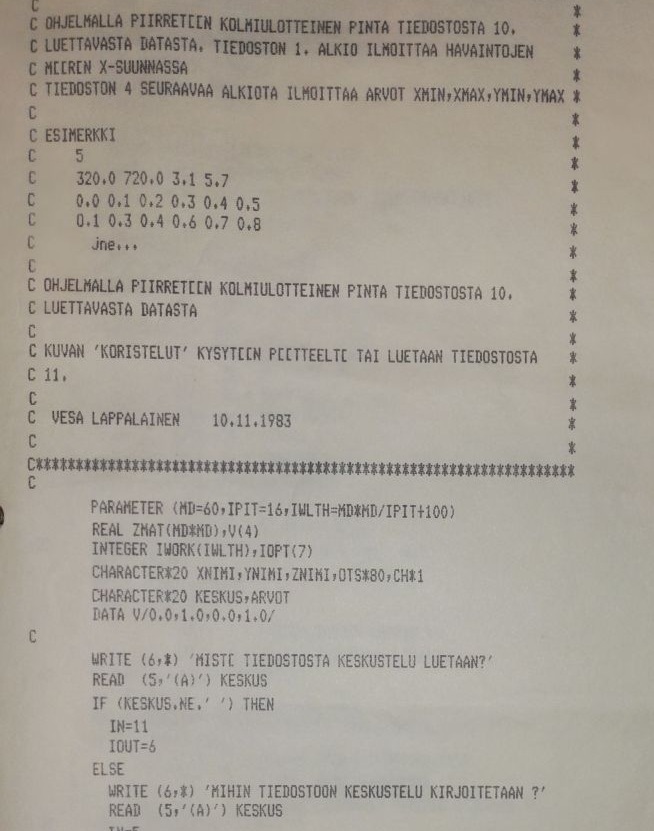 C *
C OHJELMALLA PIIRRET[[N KOLMIULOTTEINEN PINTA TIEDOSTOSTA 10. *
C LUETTAVASTA DATASTA. TIEDOSTON 1. ALKIO ILMOITTAA HAVAINTOJEN *
C M[[R[N X-SUUNNASSA *
C TIEDOSTON 4 SEURAAVAA ALKIOTA ILMOITTAA ARVOT XMIN,XMAX,YMIN,YMAX *
C *
C ESIMERKKI *
C 5 *
C 320.0 720.0 3.1 5.7 *
C 0.0 0.1 0.2 0.3 0.4 0.5 *
C 0.1 0.3 0.4 0.6 0.7 0.8 *
C jne... *
C *
C OHJELMALLA PIIRRET[[N KOLMIULOTTEINEN PINTA TIEDOSTOSTA 10. *
C LUETTAVASTA DATASTA *
C *
C KUVAN 'KORISTELUT' KYSYT[[N P[[TTEELT[ TAI LUETAAN TIEDOSTOSTA *
C 11. *
C *
C VESA LAPPALAINEN 10.11.1983 *
C *
C********************************************************************
C
PARAMETER (MD=60,IPIT=16,IWLTH=MD*MD/IPIT+100)
REAL ZMAT(MD*MD),V(4)
INTEGER IWORK(IWLTH),IOPT(7)
CHARACTER*20 XNIMI,YNIMI,ZNIMI,OTS*80,CH*1
CHARACTER*20 KESKUS,ARVOT
DATA V/0.0,1.0,0.0,1.0/
C
WRITE (6,*) 'MIST[ TIEDOSTOSTA KESKUSTELU LUETAAN?'
READ (5,'(A)') KESKUS
IF (KESKUS.NE.' ') THEN
IN=11
IOUT=6
ELSE
WRITE (6,*) 'MIHIN TIEDOSTOON KESKUSTELU KIRJOITETAAN ?'
READ (5,'(A)') KESKUS